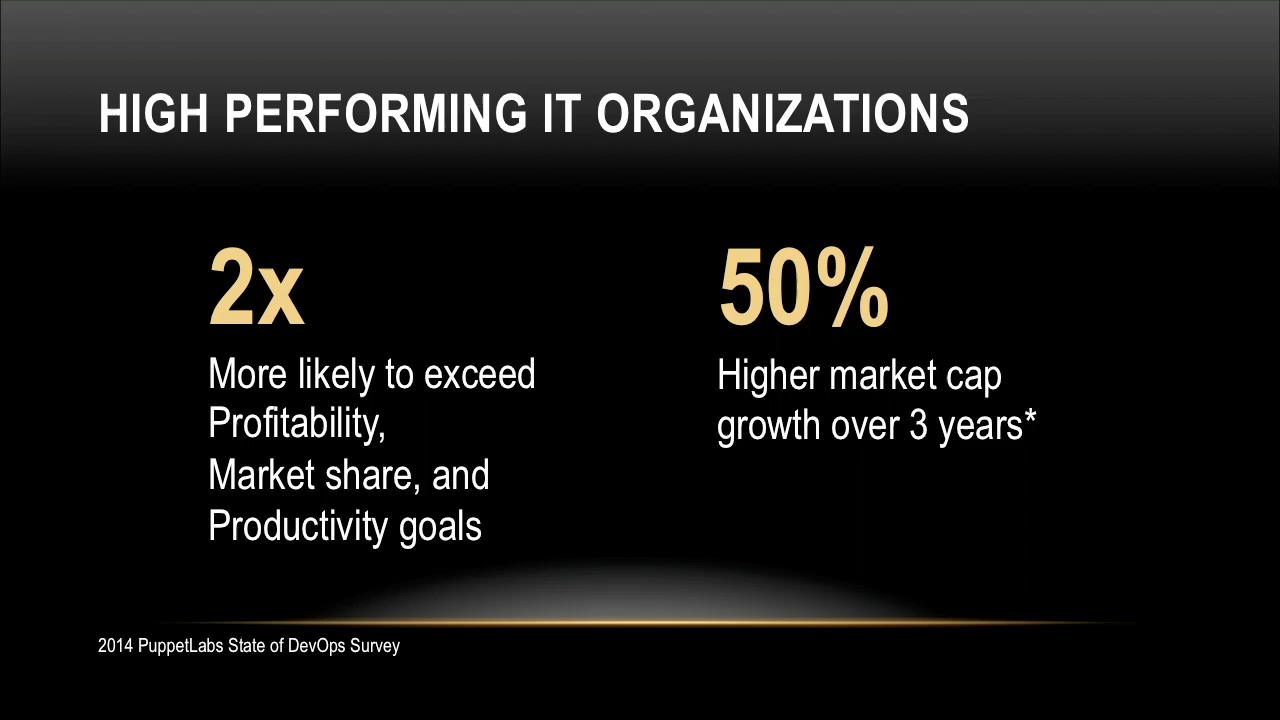 HIGH PERFORMING IT ORGANIZATIONS
2x
More likely to exceed
Profitability,
Market share, and
Productivity goals
50%
Higher market cap
growth over 3 years*
2014 PuppetLabs State of DevOps Survey